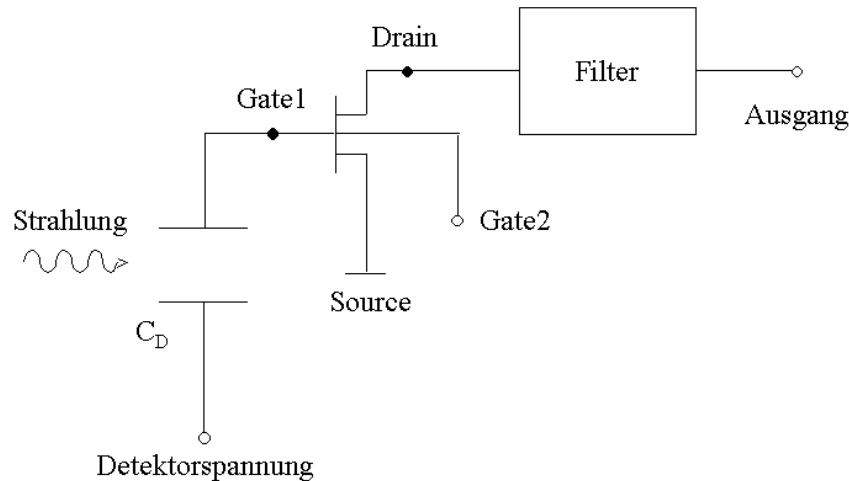 Drain
Filter
Gate1
Ausgang
Strahlung
Gate2
Source
C_D
Detektorspannung